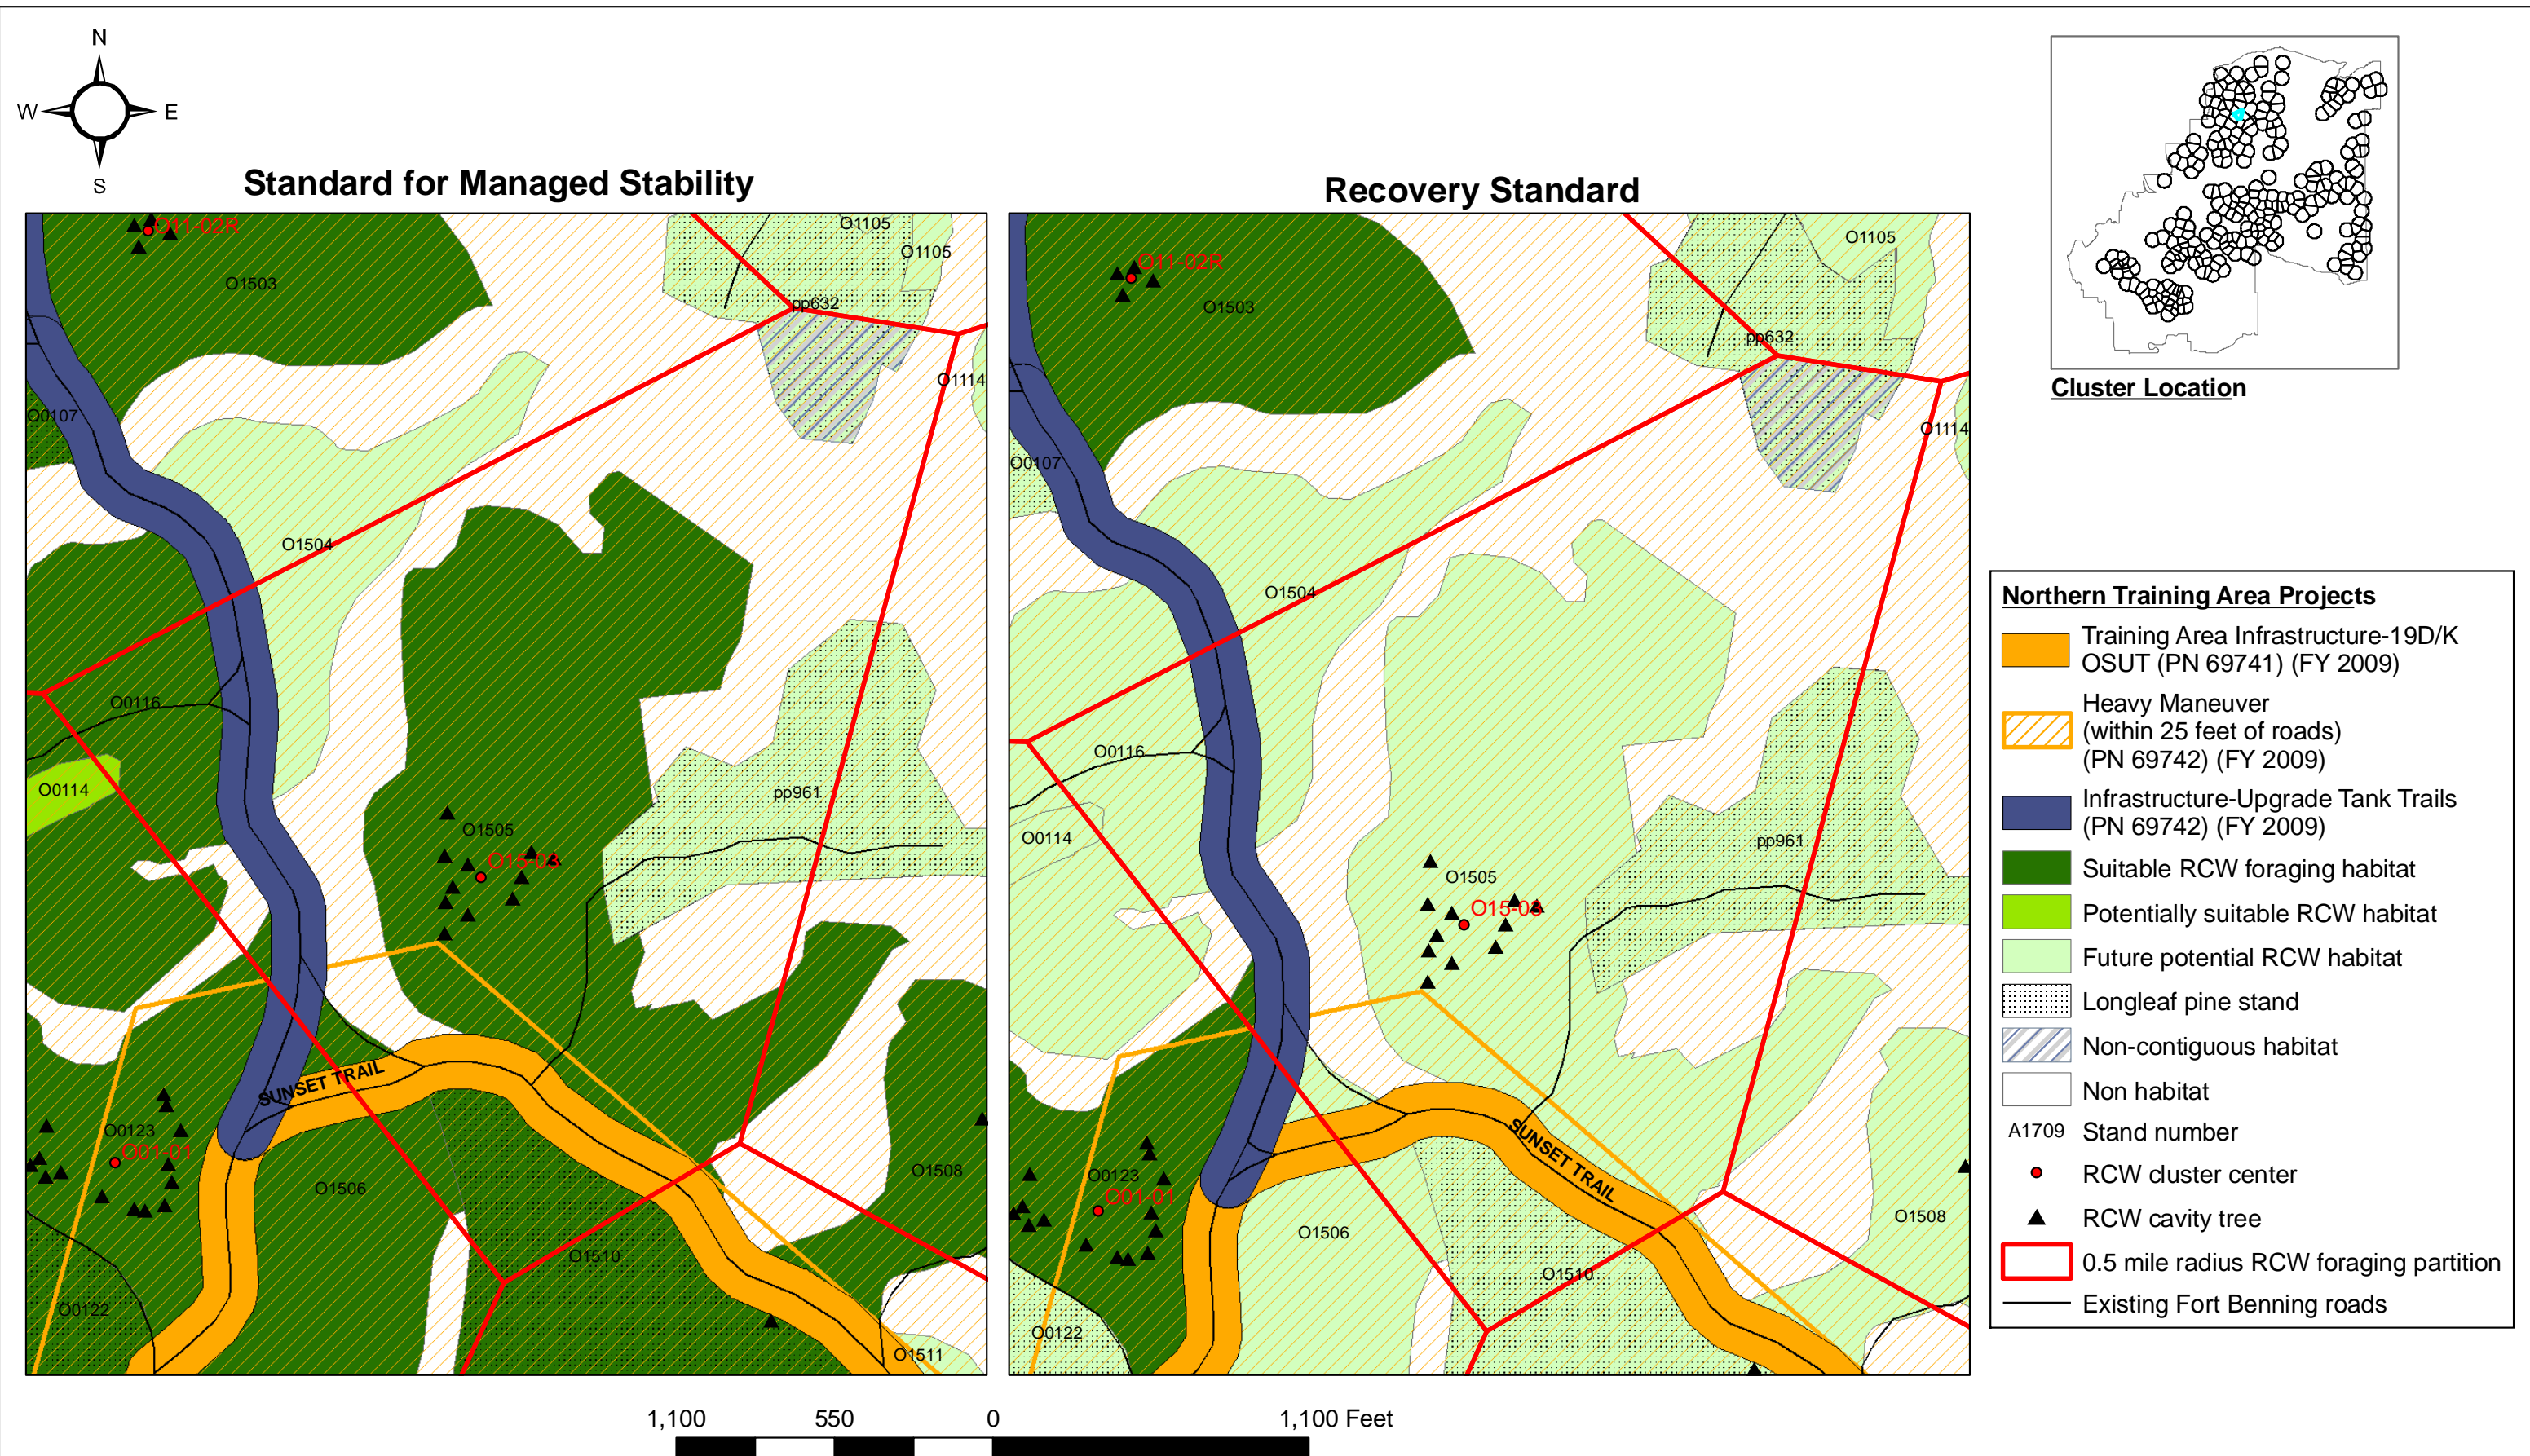 N
W
E
S
Standard for Managed Stability
Recovery Standard
O11-02R
O1503
O1105
O1105
pp632
O1114
O0107
O1504
O0116
O0114
pp961
O1505
O15-03
SUNSET TRAIL
O0123
O01-01
O1506
O1508
O1510
O0122
O1511
O11-02R
O1503
O1105
pp632
O1114
O0107
O1504
O0116
O0114
pp961
O1505
O15-03
SUNSET TRAIL
O0123
O01-01
O1506
O1508
O1510
O0122
Cluster Location
Northern Training Area Projects
Training Area Infrastructure-19D/K
OSUT (PN 69741) (FY 2009)
Heavy Maneuver
(within 25 feet of roads)
(PN 69742) (FY 2009)
Infrastructure-Upgrade Tank Trails
(PN 69742) (FY 2009)
Suitable RCW foraging habitat
Potentially suitable RCW habitat
Future potential RCW habitat
Longleaf pine stand
Non-contiguous habitat
Non habitat
A1709 Stand number
RCW cluster center
RCW cavity tree
0.5 mile radius RCW foraging partition
Existing Fort Benning roads
1,100 550 0 1,100 Feet